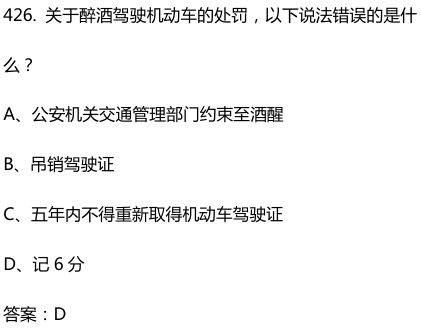 426. 关于醉酒驾驶机动车的处罚，以下说法错误的是什
么？
A、公安机关交通管理部门约束至酒醒
B、吊销驾驶证
C、五年内不得重新取得机动车驾驶证
D、记 6 分
答案：D